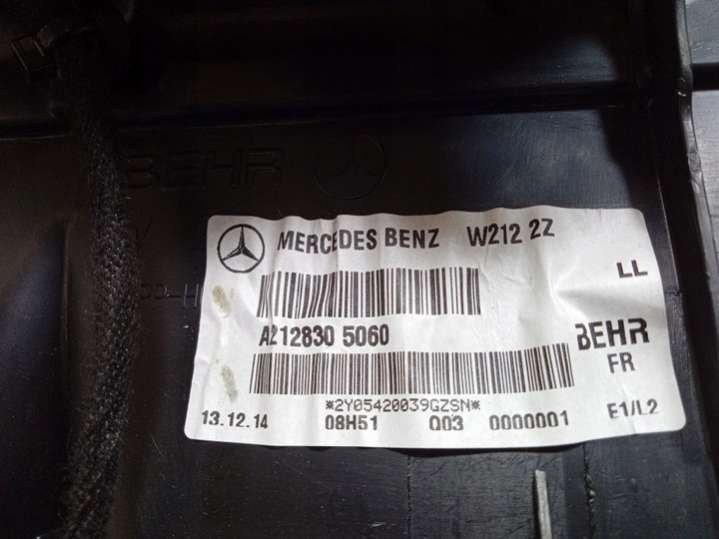 BEHR
MERCEDES BENZ W212 2Z
LL
A212830 5060
BEHR
FR
*2Y05420039GZSN*
13.12.14 08H51 Q03 0000001 E1/L2